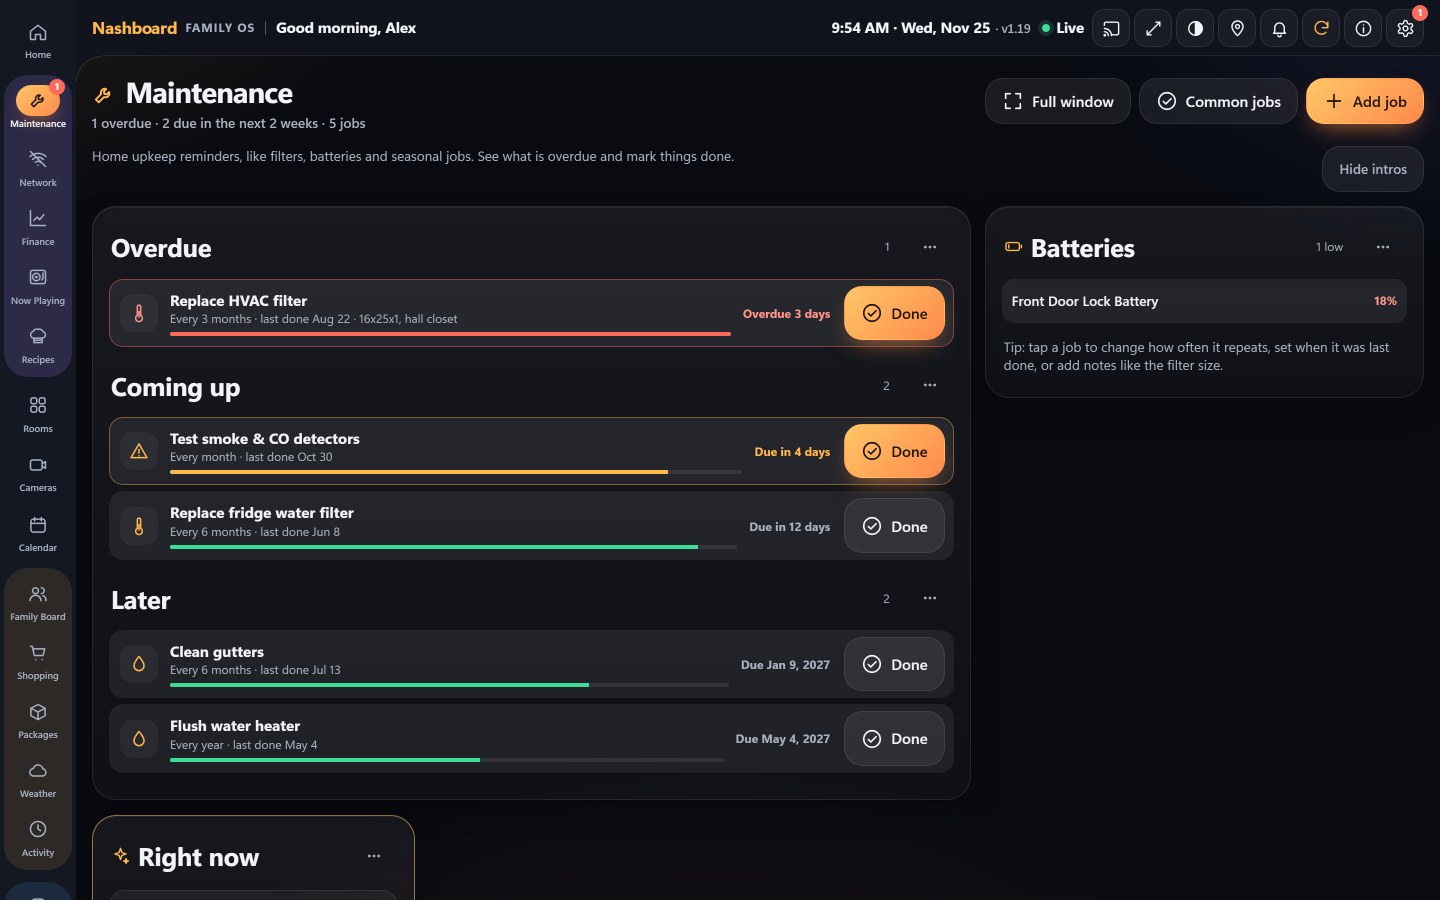 Nashboard FAMILY OS Good morning, Alex
9:54 AM · Wed, Nov 25 · v1.19 Live
1
Home
1
Maintenance
Network
Finance
Now Playing
Recipes
Rooms
Cameras
Calendar
Family Board
Shopping
Packages
Weather
Activity
Maintenance
1 overdue · 2 due in the next 2 weeks · 5 jobs
Full window
Common jobs
Add job
Home upkeep reminders, like filters, batteries and seasonal jobs. See what is overdue and mark things done.
Hide intros
Overdue 1
Replace HVAC filter
Every 3 months · last done Aug 22 · 16x25x1, hall closet
Overdue 3 days
Done
Coming up 2
Test smoke & CO detectors
Every month · last done Oct 30
Due in 4 days
Done
Replace fridge water filter
Every 6 months · last done Jun 8
Due in 12 days
Done
Later 2
Clean gutters
Every 6 months · last done Jul 13
Due Jan 9, 2027
Done
Flush water heater
Every year · last done May 4
Due May 4, 2027
Done
Batteries 1 low
Front Door Lock Battery 18%
Tip: tap a job to change how often it repeats, set when it was last
done, or add notes like the filter size.
Right now